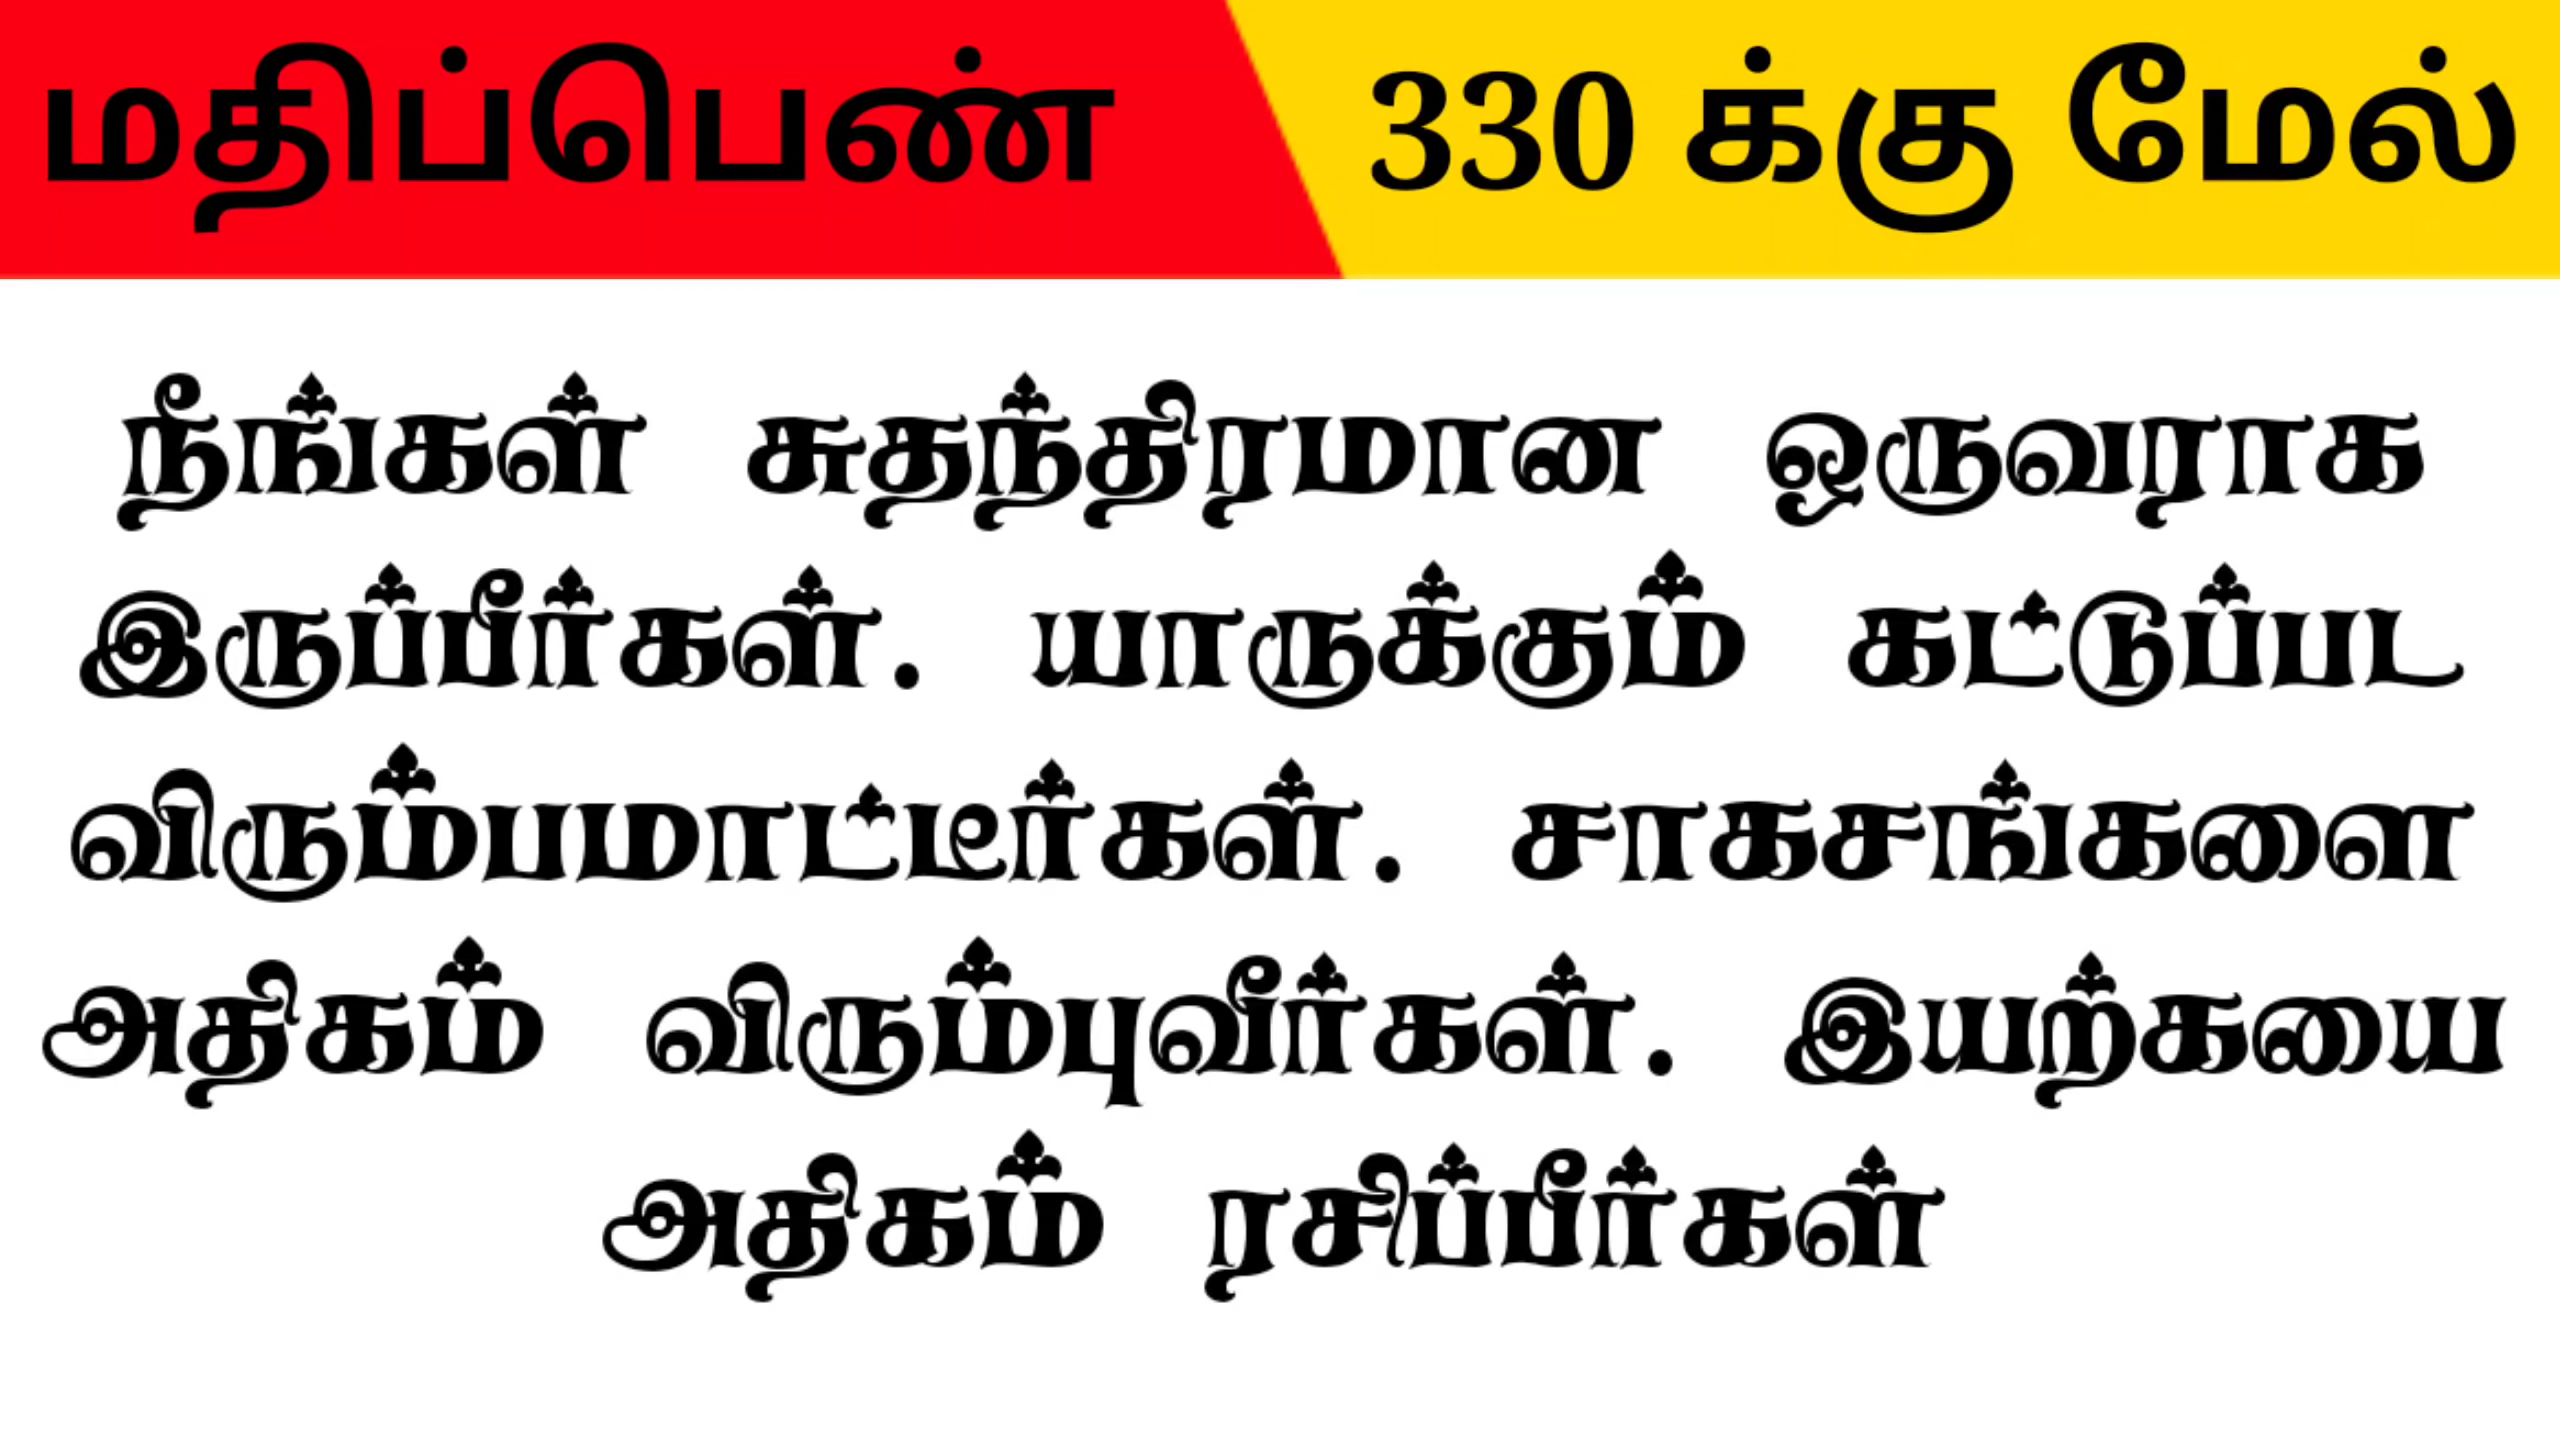 மதிப்பெண் 330 க்கு மேல்
நீங்கள் சுதந்திரமான ஒருவராக
இருப்பீர்கள். யாருக்கும் கட்டுப்பட
விரும்பமாட்டீர்கள். சாகசங்களை
அதிகம் விரும்புவீர்கள். இயற்கயை
அதிகம் ரசிப்பீர்கள்